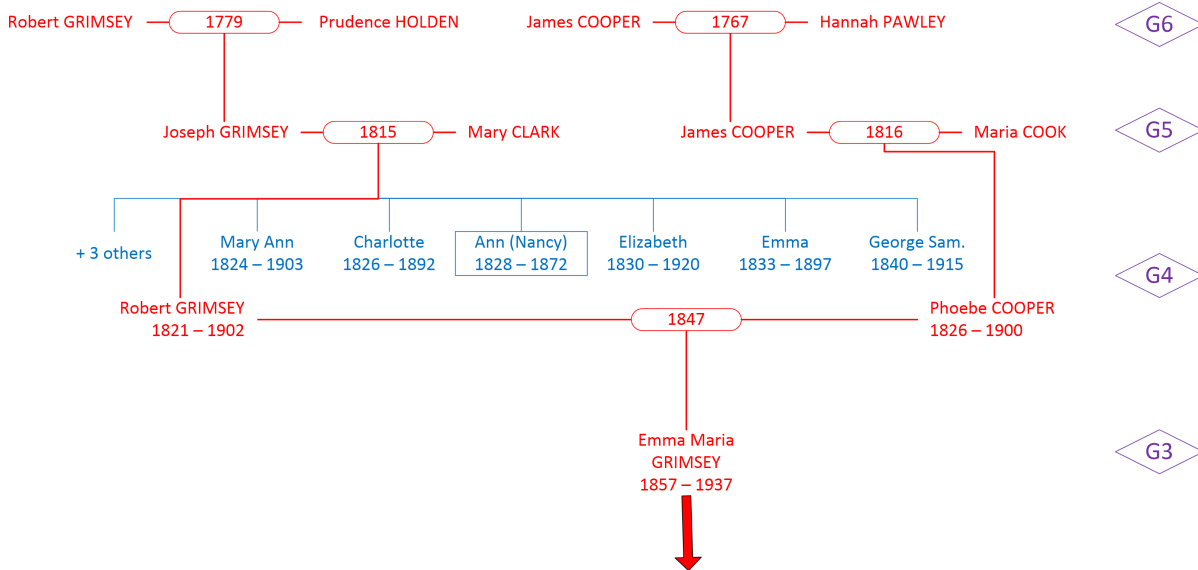 Robert GRIMSEY 1779 Prudence HOLDEN James COOPER 1767 Hannah PAWLEY G6
Joseph GRIMSEY 1815 Mary CLARK James COOPER 1816 Maria COOK G5
+ 3 others
Mary Ann
1824 – 1903
Charlotte
1826 – 1892
Ann (Nancy)
1828 – 1872
Elizabeth
1830 – 1920
Emma
1833 – 1897
George Sam.
1840 – 1915
G4
Robert GRIMSEY
1821 – 1902
1847
Phoebe COOPER
1826 – 1900
Emma Maria
GRIMSEY
1857 – 1937
G3